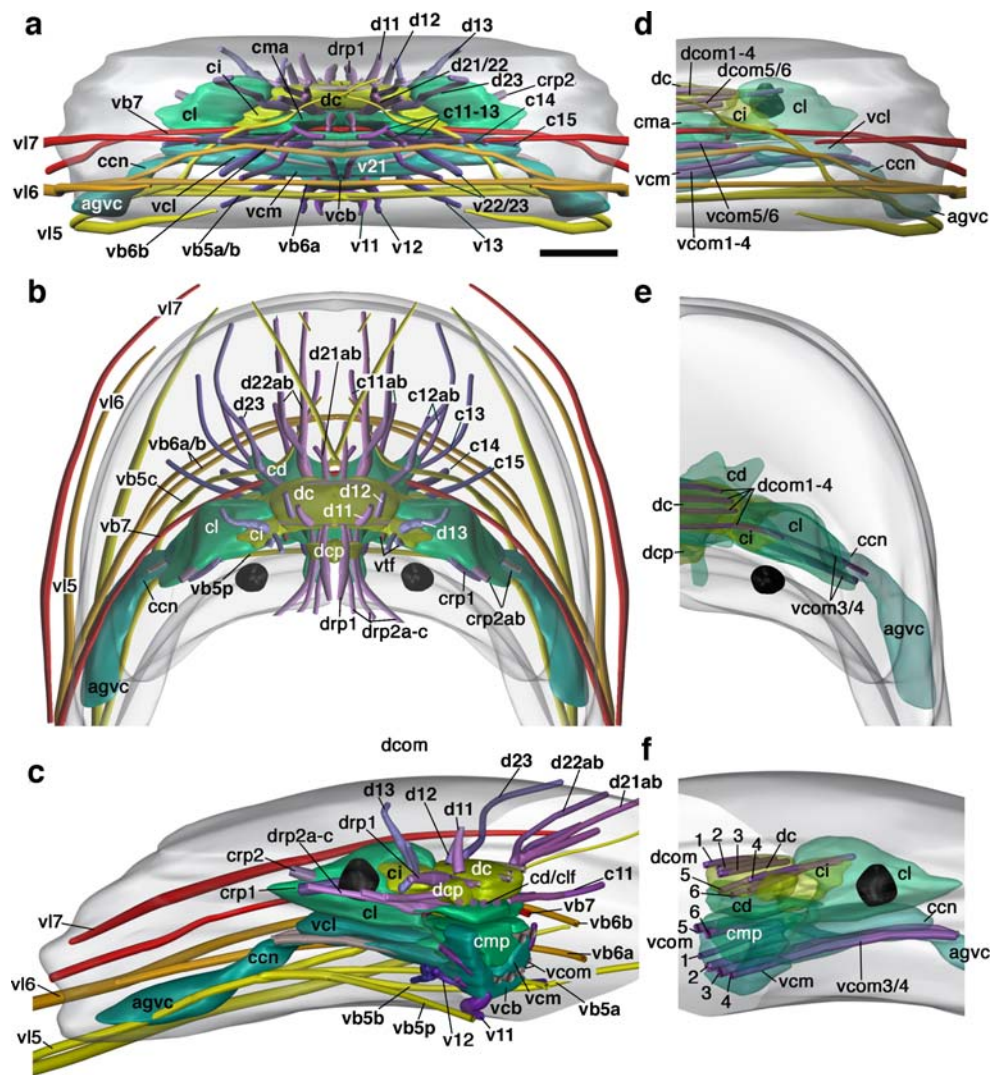 a
d11
d12
d13
cma
drp1
d21/22
ci
d23
crp2
vb7
dc
c14
cl
c11-13
c15
vl7
ccn
v21
vl6
agvc
vcl
vcm
v22/23
vl5
vcb
vb6b
vb5a/b
vb6a
v11
v12
v13
d
dcom1-4
dc
dcom5/6
cl
ci
cma
vcl
vcm
ccn
vcom5/6
agvc
vcom1-4
b
vl7
d21ab
d22ab
c11ab
vl6
d23
c12ab
c13
vb6a/b
c14
cd
c15
vb5c
dc
d12
vb7
d11
cl
ci
d13
dcp
vtf
vb5p
ccn
crp1
vl5
drp1
crp2ab
drp2a-c
agvc
e
cd
dcom1-4
dc
cl
ci
ccn
dcp
vcom3/4
agvc
dcom
c
d23
d22ab
d13
d12
d11
d21ab
drp1
drp2a-c
crp2
ci
dc
crp1
dcp
c11
cl
cd/clf
vb7
vl7
vcl
vb6b
ccn
cmp
vb6a
vl6
vcom
agvc
vcm
vcb
vb5a
vb5b
vl5
vb5p
v12
v11
f
1 2 3 4 dc
dcom
ci
5
cl
6
cd
6
ccn
5
cmp
vcom
agvc
1
2
vcm
3
4
vcom3/4